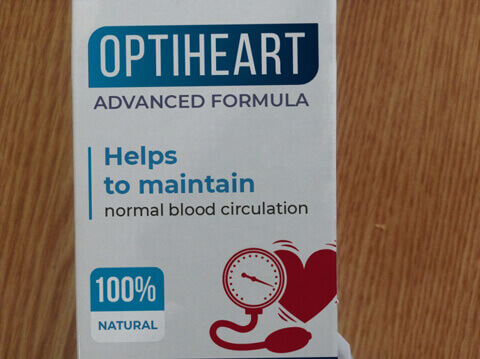 OPTIHEART
ADVANCED FORMULA
Helps
to maintain
normal blood circulation
100%
NATURAL